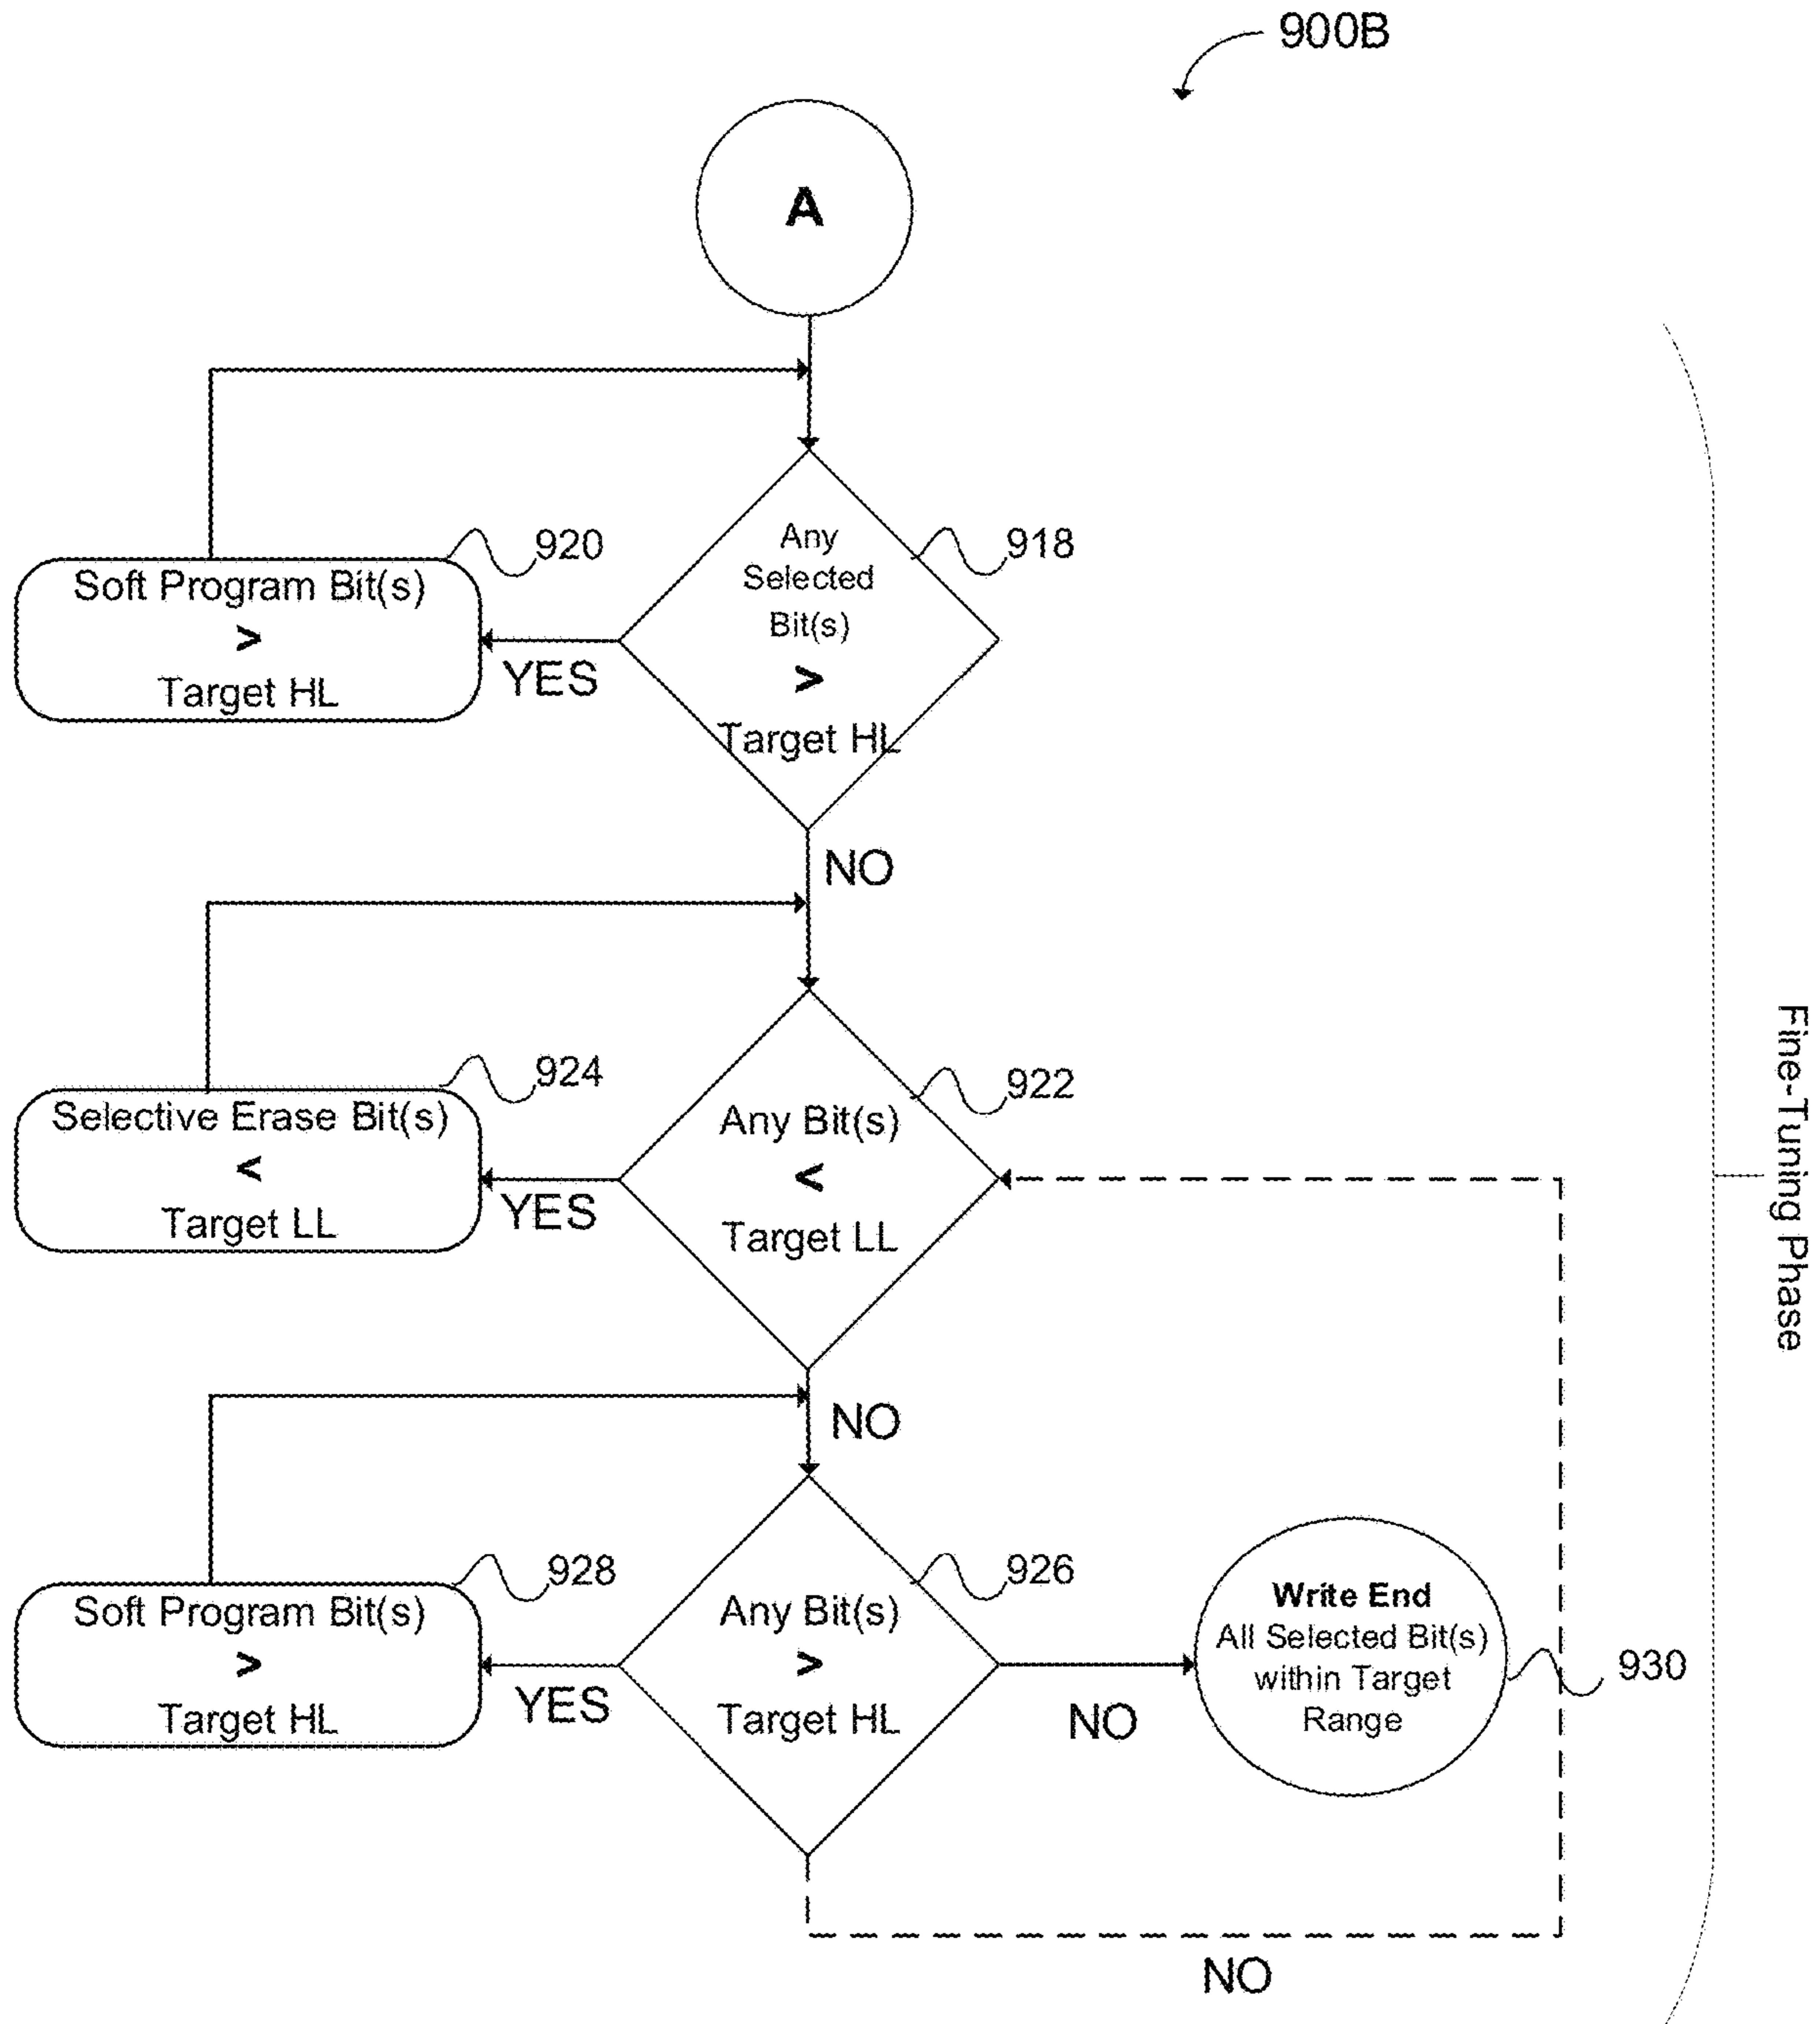 900B
A
920
Soft Program Bit(s)
>
Target HL
YES
918
Any
Selected
Bit(s)
>
Target HL
NO
924
Selective Erase Bit(s)
<
Target LL
YES
922
Any Bit(s)
<
Target LL
NO
928
Soft Program Bit(s)
>
Target HL
YES
926
Any Bit(s)
>
Target HL
NO
Write End
All Selected Bit(s)
within Target
Range
930
NO
Fine-Tuning Phase